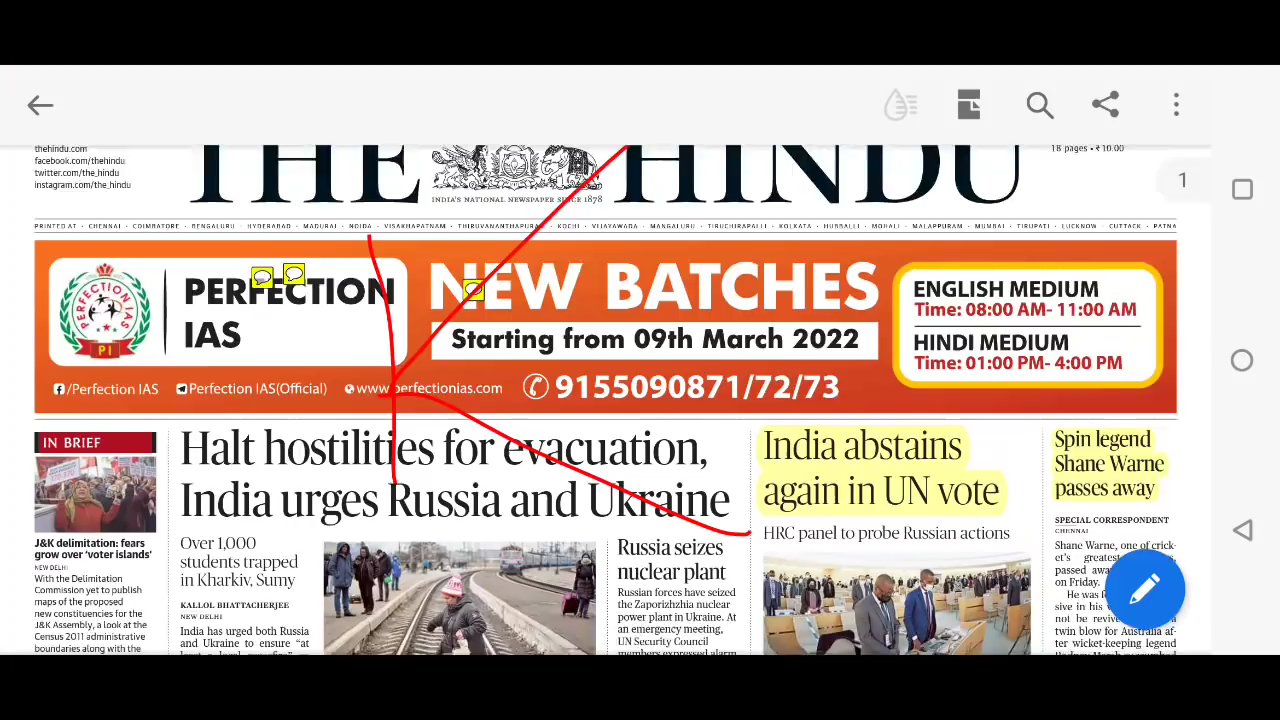 thehindu.com
facebook.com/thehindu
twitter.com/the_hindu
instagram.com/the_hindu
THE HINDU
INDIA'S NATIONAL NEWSPAPER SINCE 1878
18 pages • ₹10.00
1
PRINTED AT • CHENNAI • COIMBATORE • BENGALURU • HYDERABAD • MADURAI • NOIDA • VISAKHAPATNAM • THIRUVANANTHAPURAM • KOCHI • VIJAYAWADA • MANGALURU • TIRUCHIRAPALLI • KOLKATA • HUBBALLI • MOHALI • MALAPPURAM • MUMBAI • TIRUPATI • LUCKNOW • CUTTACK • PATNA
PERFECTION IAS
PI
PERFECTION
IAS
/Perfection IAS
Perfection IAS(Official)
www.perfectionias.com
NEW BATCHES
Starting from 09th March 2022
9155090871/72/73
ENGLISH MEDIUM
Time: 08:00 AM- 11:00 AM
HINDI MEDIUM
Time: 01:00 PM- 4:00 PM
IN BRIEF
J&K delimitation: fears
grow over 'voter islands'
NEW DELHI
With the Delimitation
Commission yet to publish
maps of the proposed
new constituencies for the
J&K Assembly, a look at the
Census 2011 administrative
boundaries along with the
Halt hostilities for evacuation,
India urges Russia and Ukraine
Over 1,000
students trapped
in Kharkiv, Sumy
KALLOL BHATTACHERJEE
NEW DELHI
India has urged both Russia
and Ukraine to ensure "at
Russia seizes
nuclear plant
Russian forces have seized
the Zaporizhzhia nuclear
power plant in Ukraine. At
an emergency meeting,
UN Security Council
members expressed alarm
India abstains
again in UN vote
HRC panel to probe Russian actions
Spin legend
Shane Warne
passes away
SPECIAL CORRESPONDENT
CHENNAI
Shane Warne, one of crick-
et's greatest
passed
on Friday.
He was
sive in his
not be
twin blow for Australia af-
ter wicket-keeping legend